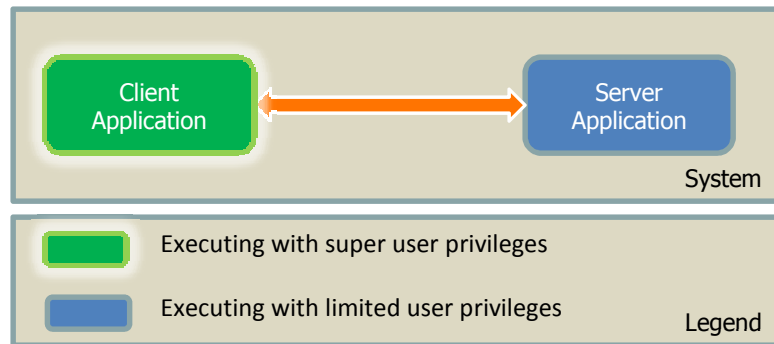 Client
Application
Server
Application
System
Executing with super user privileges
Executing with limited user privileges
Legend